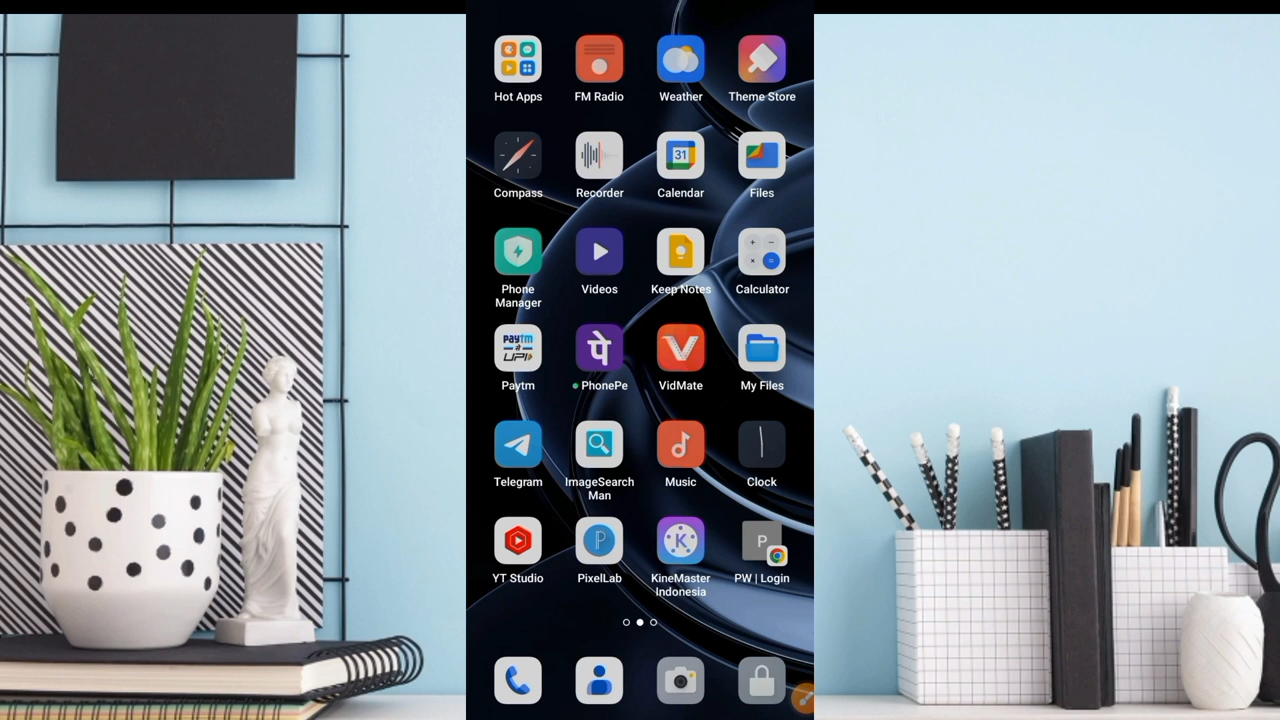 Hot Apps
FM Radio
Weather
Theme Store
31
Compass
Recorder
Calendar
Files
Phone
Manager
Videos
Keep Notes
Calculator
paytm
से
UPI
पे
Paytm
PhonePe
VidMate
My Files
Telegram
ImageSearch
Man
Music
Clock
P
K
P
YT Studio
PixelLab
KineMaster
Indonesia
PW | Login